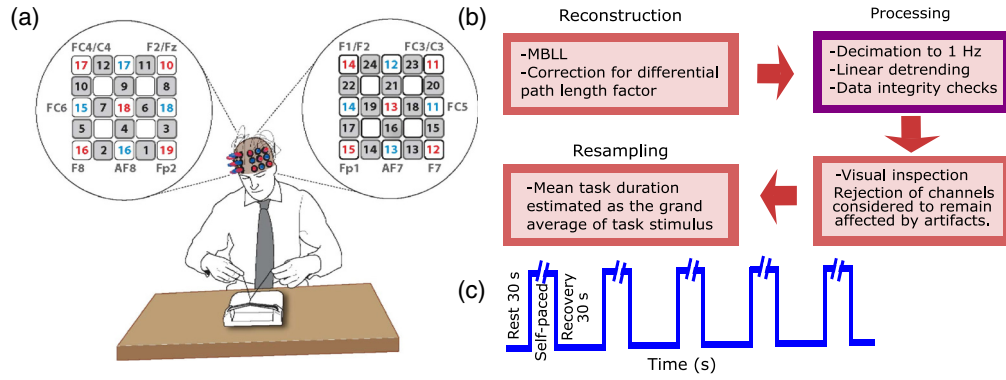 (a)
FC4/C4 F2/Fz
17 12 17 11 10
10 9 8
FC6 15 7 18 6 18
5 4 3
16 2 16 1 19
F8 AF8 Fp2
F1/F2 FC3/C3
14 24 12 23 11
22 21 20
14 19 13 18 11 FC5
17 16 15
15 14 13 13 12
Fp1 AF7 F7
(b)
Reconstruction
-MBLL
-Correction for differential
path length factor
Processing
-Decimation to 1 Hz
-Linear detrending
-Data integrity checks
-Visual inspection
Rejection of channels
considered to remain
affected by artifacts.
Resampling
-Mean task duration
estimated as the grand
average of task stimulus
(c)
Rest 30 s
Self-paced
Recovery
30 s
Time (s)